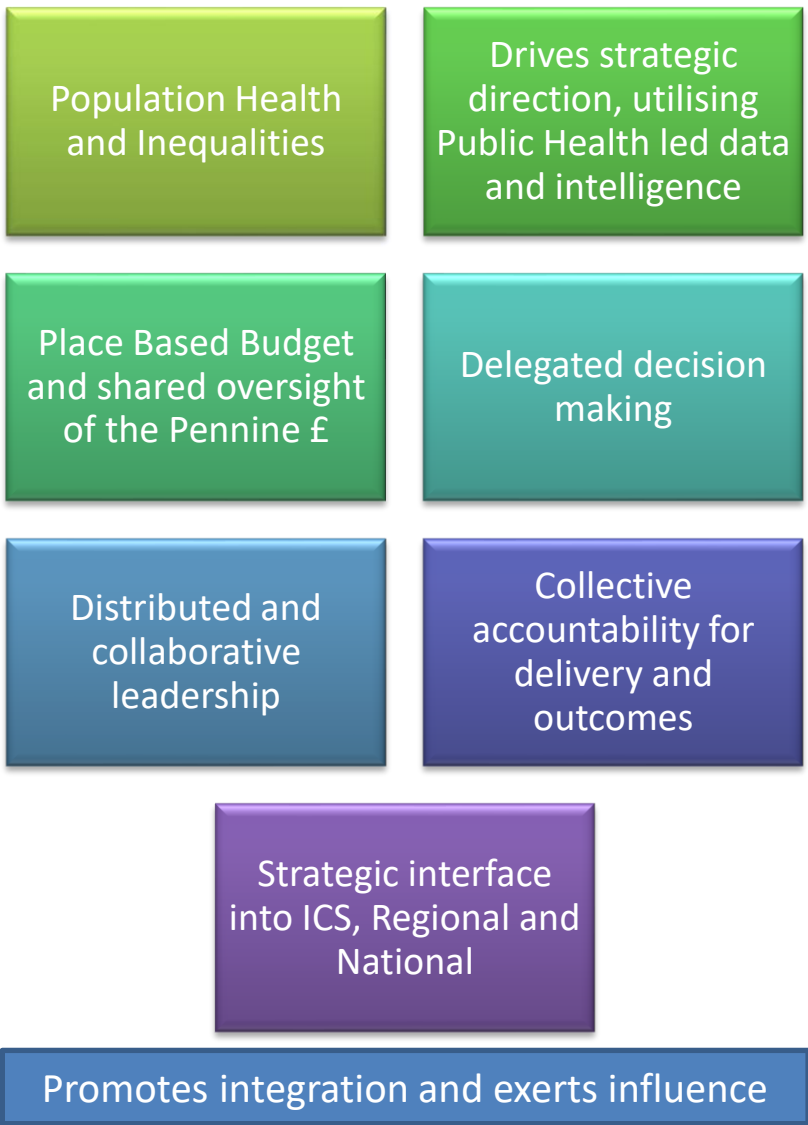 Population Health
and Inequalities
Drives strategic
direction, utilising
Public Health led data
and intelligence
Place Based Budget
and shared oversight
of the Pennine £
Delegated decision
making
Distributed and
collaborative
leadership
Collective
accountability for
delivery and
outcomes
Strategic interface
into ICS, Regional and
National
Promotes integration and exerts influence